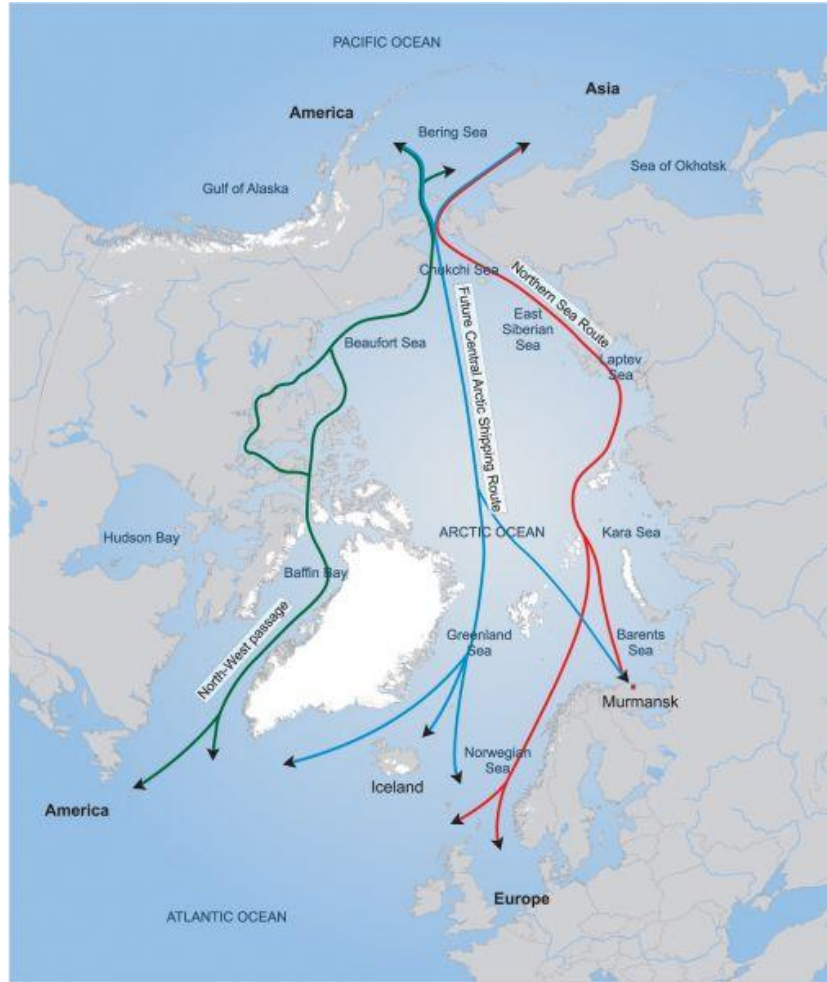 PACIFIC OCEAN
Asia
America
Bering Sea
Sea of Okhotsk
Gulf of Alaska
Chukchi Sea
Northern Sea Route
Future Central Arctic Shipping Route
East
Siberian
Sea
Beaufort Sea
Laptev
Sea
Hudson Bay
ARCTIC OCEAN
Kara Sea
Baffin Bay
North-West passage
Greenland
Sea
Barents
Sea
Murmansk
Norwegian
Sea
Iceland
America
Europe
ATLANTIC OCEAN